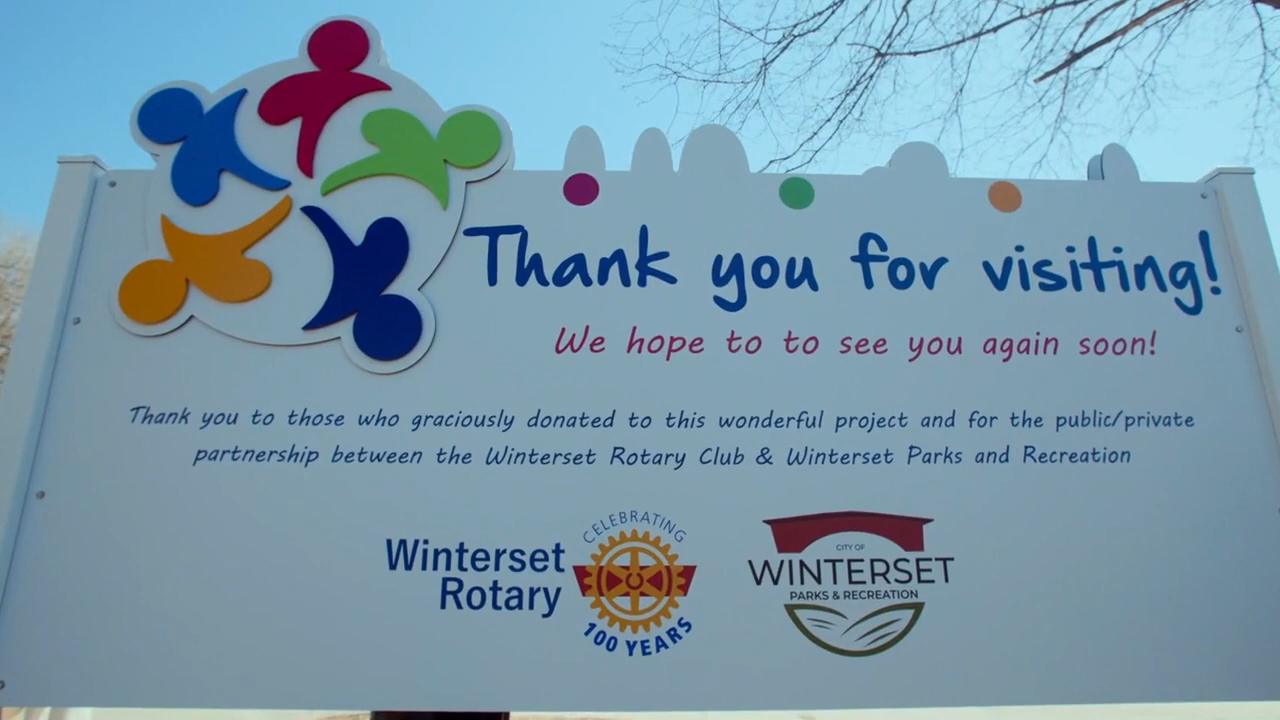 Thank you for visiting!
We hope to to see you again soon!
Thank you to those who graciously donated to this wonderful project and for the public/private
partnership between the Winterset Rotary Club & Winterset Parks and Recreation
Winterset
Rotary
CELEBRATING
100 YEARS
CITY OF
WINTERSET
PARKS & RECREATION